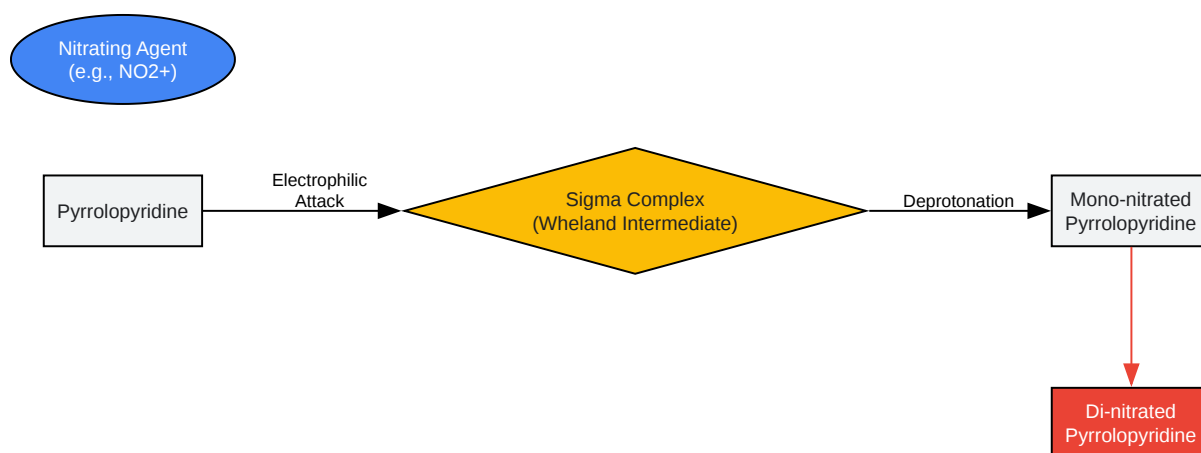 Nitrating Agent
(e.g., NO2+)
Pyrrolopyridine
Electrophilic
Attack
Sigma Complex
(Wheland Intermediate)
Deprotonation
Mono-nitrated
Pyrrolopyridine
Di-nitrated
Pyrrolopyridine